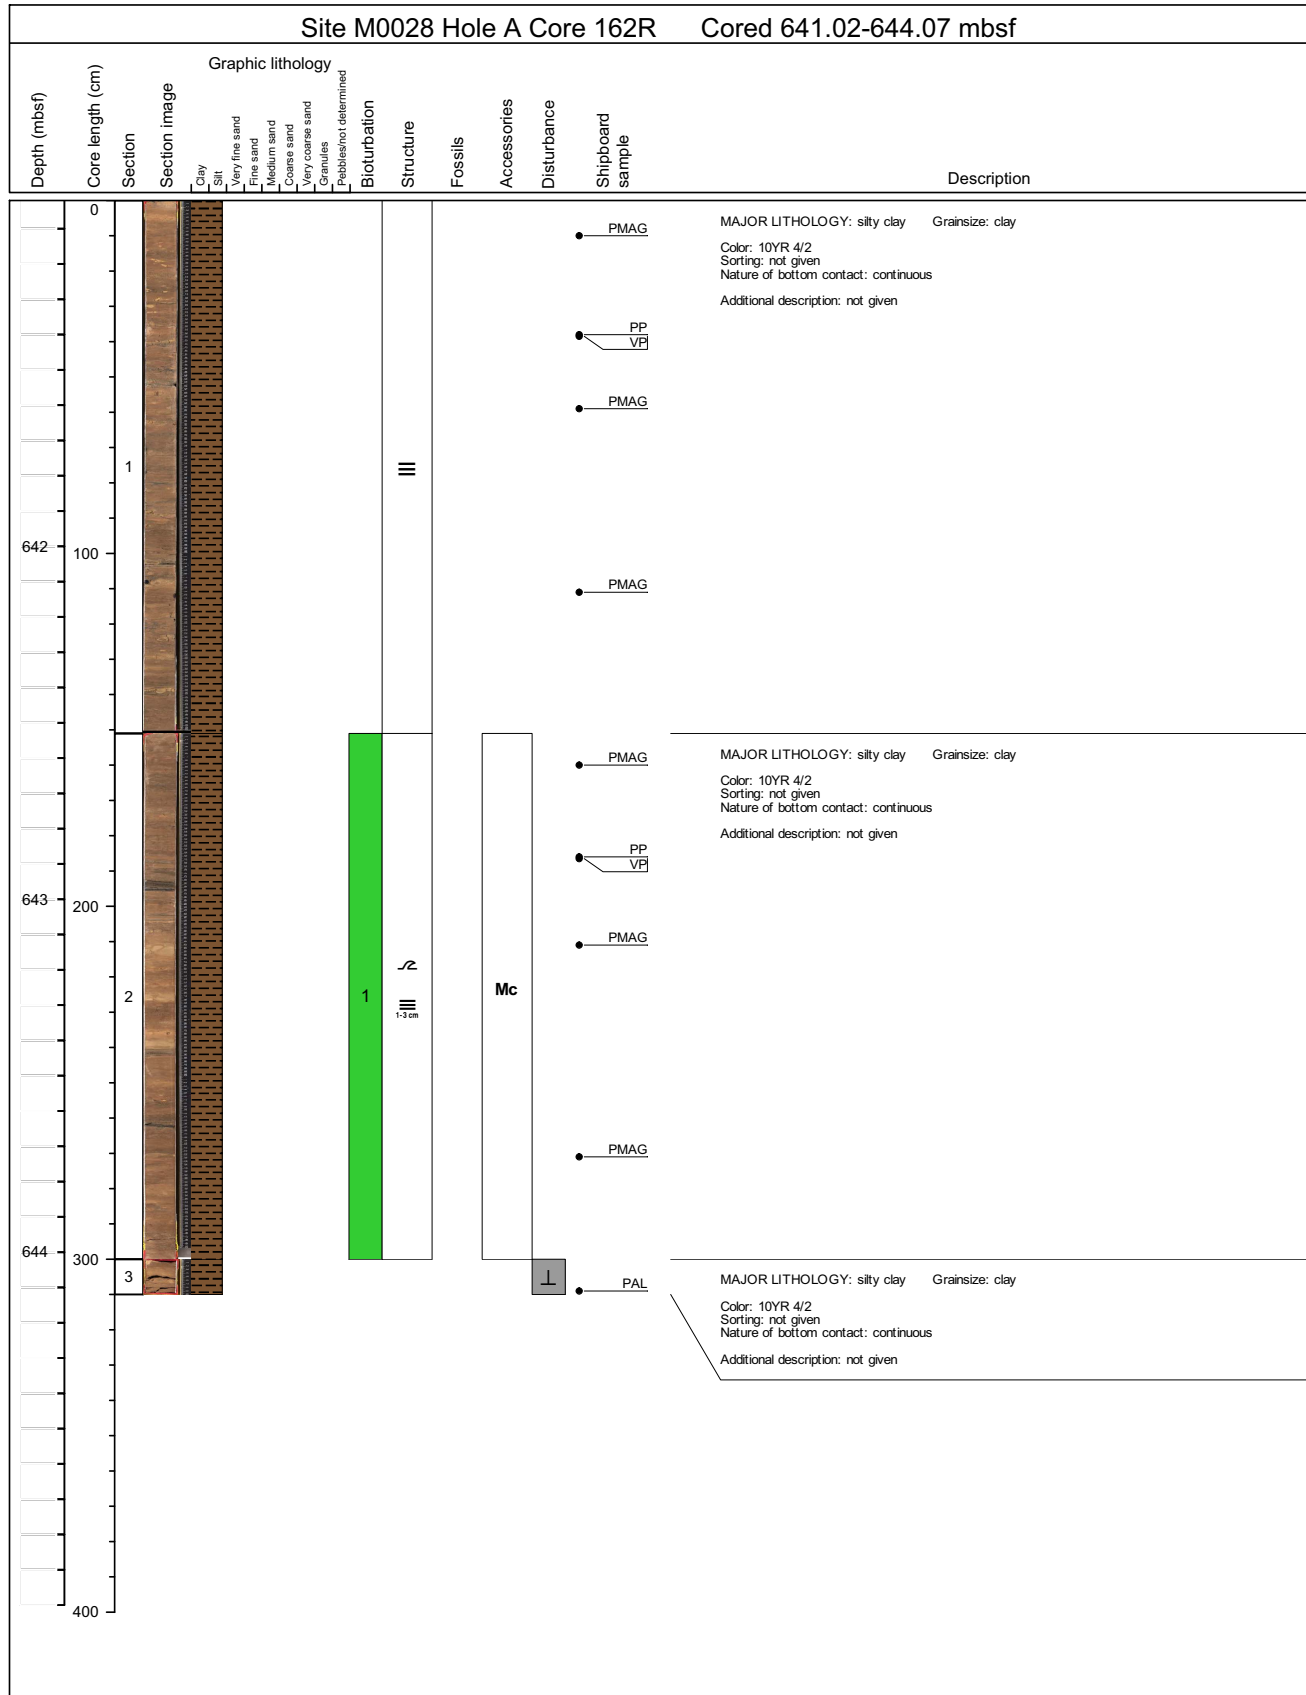 Site M0028 Hole A Core 162R Cored 641.02-644.07 mbsf
Depth (mbsf)
Core length (cm)
Section
Section image
Graphic lithology
Clay
Silt
Very fine sand
Fine sand
Medium sand
Coarse sand
Very coarse sand
Granules
Pebbles/not determined
Bioturbation
Structure
Fossils
Accessories
Disturbance
Shipboard
sample
Description
0
PMAG
MAJOR LITHOLOGY: silty clay Grainsize: clay
Color: 10YR 4/2
Sorting: not given
Nature of bottom contact: continuous
Additional description: not given
PP
VP
PMAG
1
642
100
PMAG
PMAG
MAJOR LITHOLOGY: silty clay Grainsize: clay
Color: 10YR 4/2
Sorting: not given
Nature of bottom contact: continuous
Additional description: not given
PP
VP
643
200
PMAG
2
1
1-3 cm
Mc
PMAG
644
300
3
⊥
PAL
MAJOR LITHOLOGY: silty clay Grainsize: clay
Color: 10YR 4/2
Sorting: not given
Nature of bottom contact: continuous
Additional description: not given
400